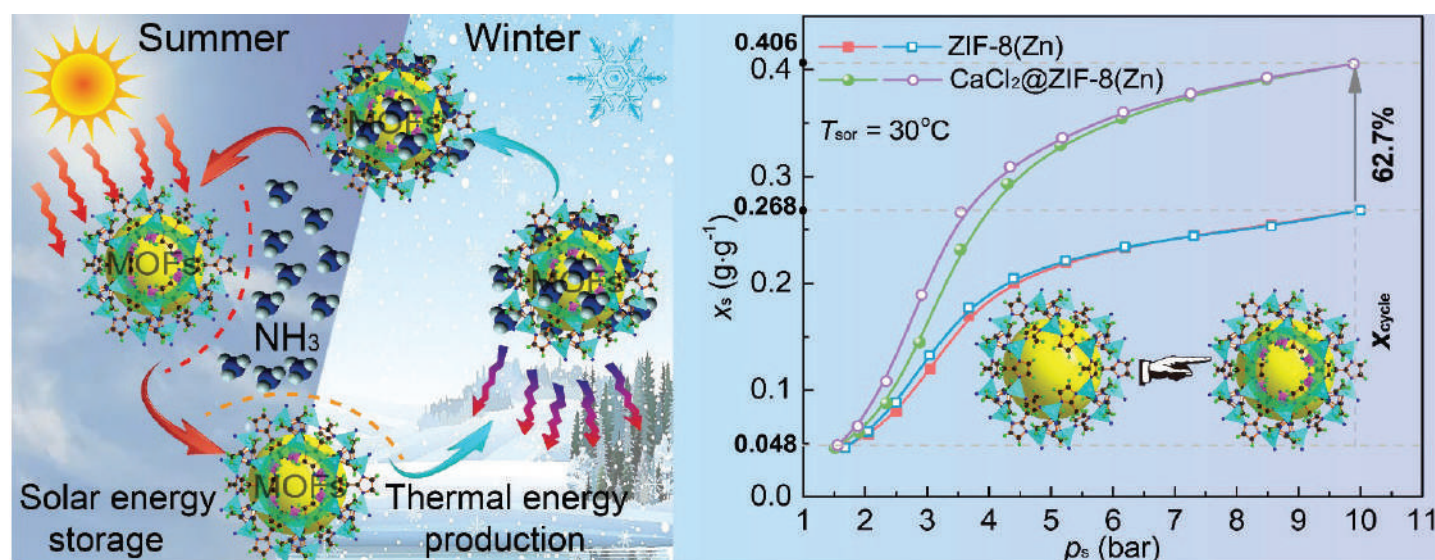 Summer
Winter
MOFs
MOFs
MOFs
NH₃
MOFs
Solar energy
storage
Thermal energy
production
ZIF-8(Zn)
CaCl₂@ZIF-8(Zn)
Tsor = 30°C
0.406
0.4
0.3
0.268
0.2
0.1
0.048
0.0
xs (g·g⁻¹)
62.7%
xcycle
1 2 3 4 5 6 7 8 9 10 11
ps (bar)